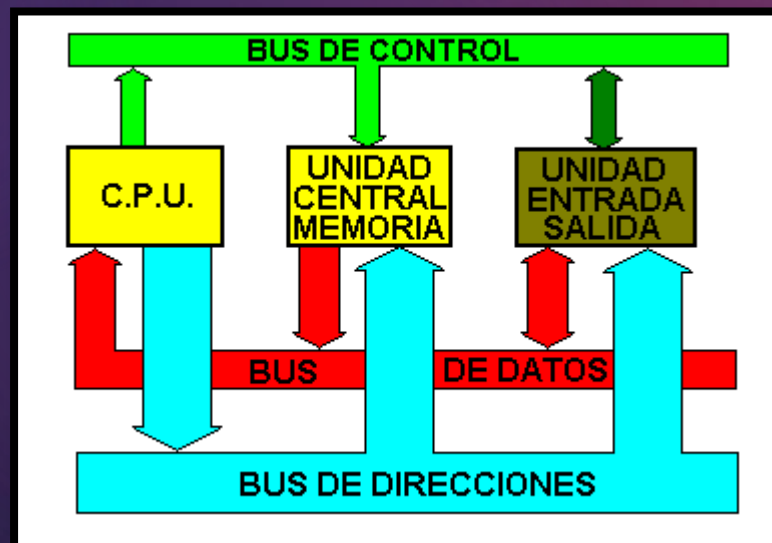 BUS DE CONTROL
C.P.U.
UNIDAD
CENTRAL
MEMORIA
UNIDAD
ENTRADA
SALIDA
BUS DE DATOS
BUS DE DIRECCIONES